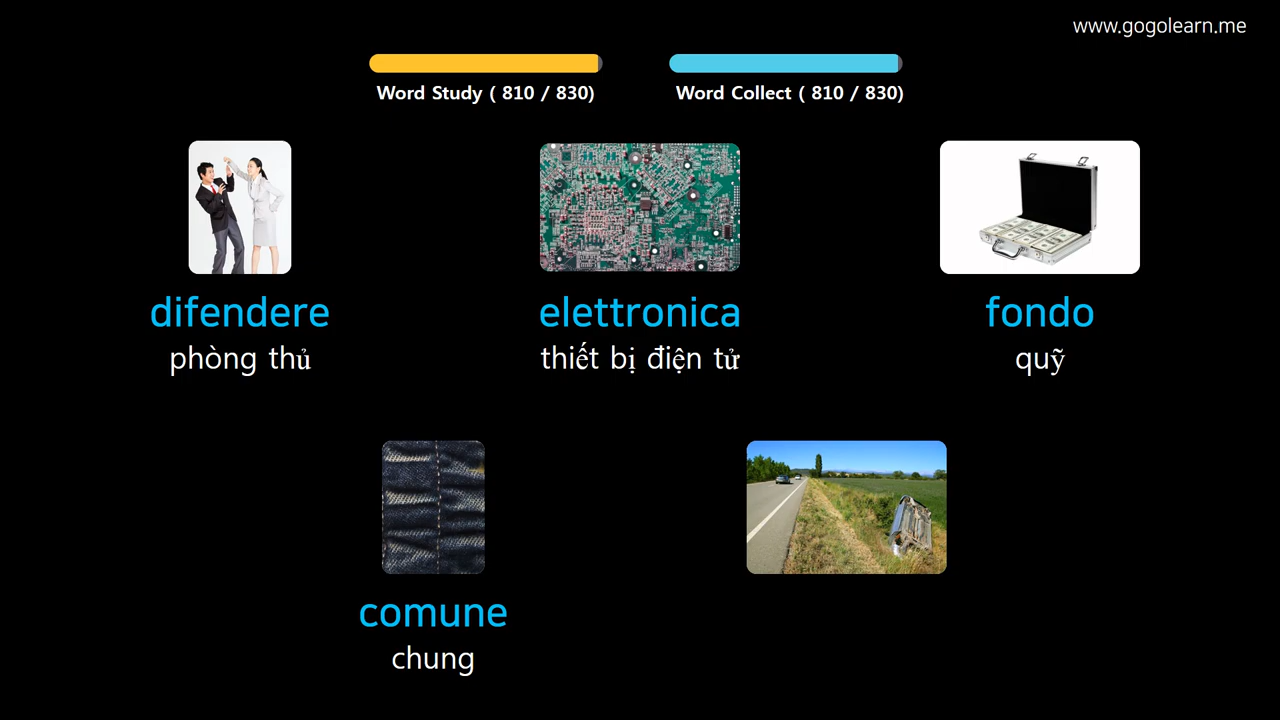 www.gogolearn.me
Word Study ( 810 / 830)
Word Collect ( 810 / 830)
difendere
phòng thủ
elettronica
thiết bị điện tử
fondo
quỹ
comune
chung